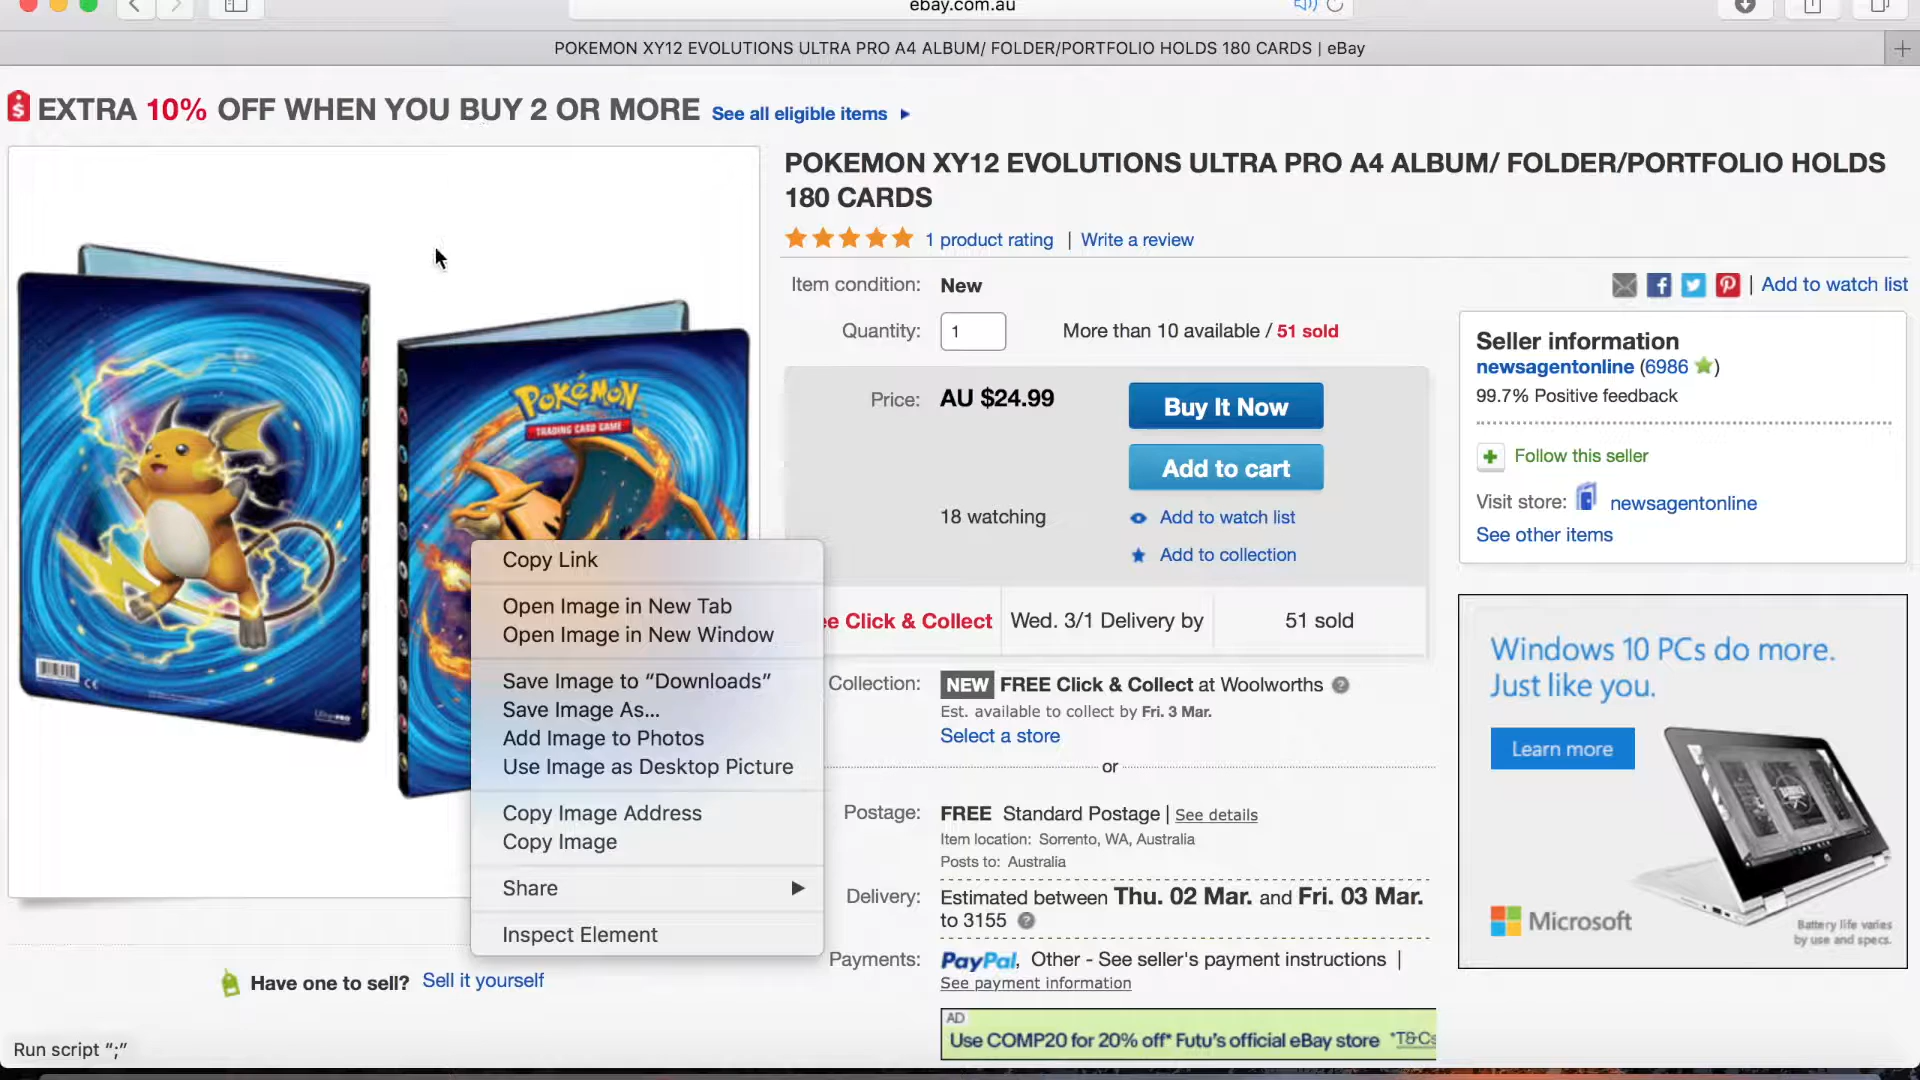 ebay.com.au
POKEMON XY12 EVOLUTIONS ULTRA PRO A4 ALBUM/ FOLDER/PORTFOLIO HOLDS 180 CARDS | eBay
EXTRA 10% OFF WHEN YOU BUY 2 OR MORE See all eligible items
POKEMON XY12 EVOLUTIONS ULTRA PRO A4 ALBUM/ FOLDER/PORTFOLIO HOLDS
180 CARDS
1 product rating | Write a review
Item condition: New
| Add to watch list
Quantity: 1 More than 10 available / 51 sold
Price: AU $24.99
Buy It Now
Add to cart
18 watching
Add to watch list
Add to collection
ee Click & Collect Wed. 3/1 Delivery by 51 sold
Collection: NEW FREE Click & Collect at Woolworths
Est. available to collect by Fri. 3 Mar.
Select a store
or
Postage: FREE Standard Postage | See details
Item location: Sorrento, WA, Australia
Posts to: Australia
Delivery: Estimated between Thu. 02 Mar. and Fri. 03 Mar.
to 3155
Payments: PayPal, Other - See seller's payment instructions |
See payment information
AD
Use COMP20 for 20% off* Futu's official eBay store *T&Cs
Seller information
newsagentonline (6986)
99.7% Positive feedback
Follow this seller
Visit store: newsagentonline
See other items
Windows 10 PCs do more.
Just like you.
Learn more
Microsoft
Battery life varies
by use and specs.
POKéMON
TRADING CARD GAME
Copy Link
Open Image in New Tab
Open Image in New Window
Save Image to “Downloads”
Save Image As...
Add Image to Photos
Use Image as Desktop Picture
Copy Image Address
Copy Image
Share
Inspect Element
Have one to sell? Sell it yourself
Run script “;”